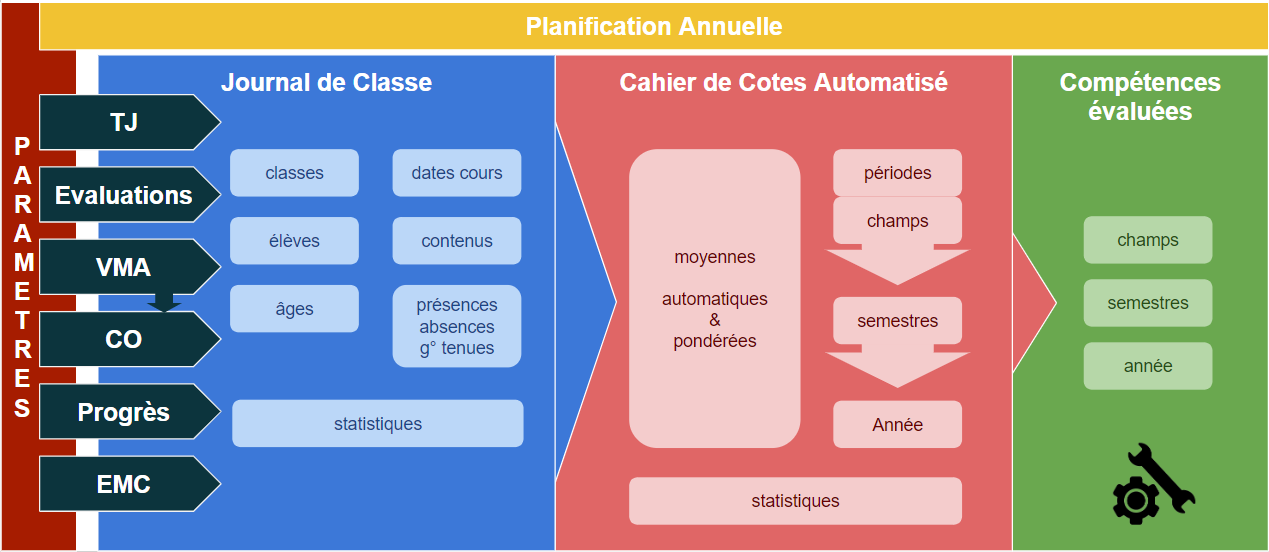 Planification Annuelle
PARAMETRES
TJ
Evaluations
VMA
CO
Progrès
EMC
Journal de Classe
classes
dates cours
élèves
contenus
âges
présences
absences
g° tenues
statistiques
Cahier de Cotes Automatisé
moyennes
automatiques
&
pondérées
périodes
champs
semestres
Année
statistiques
Compétences
évaluées
champs
semestres
année